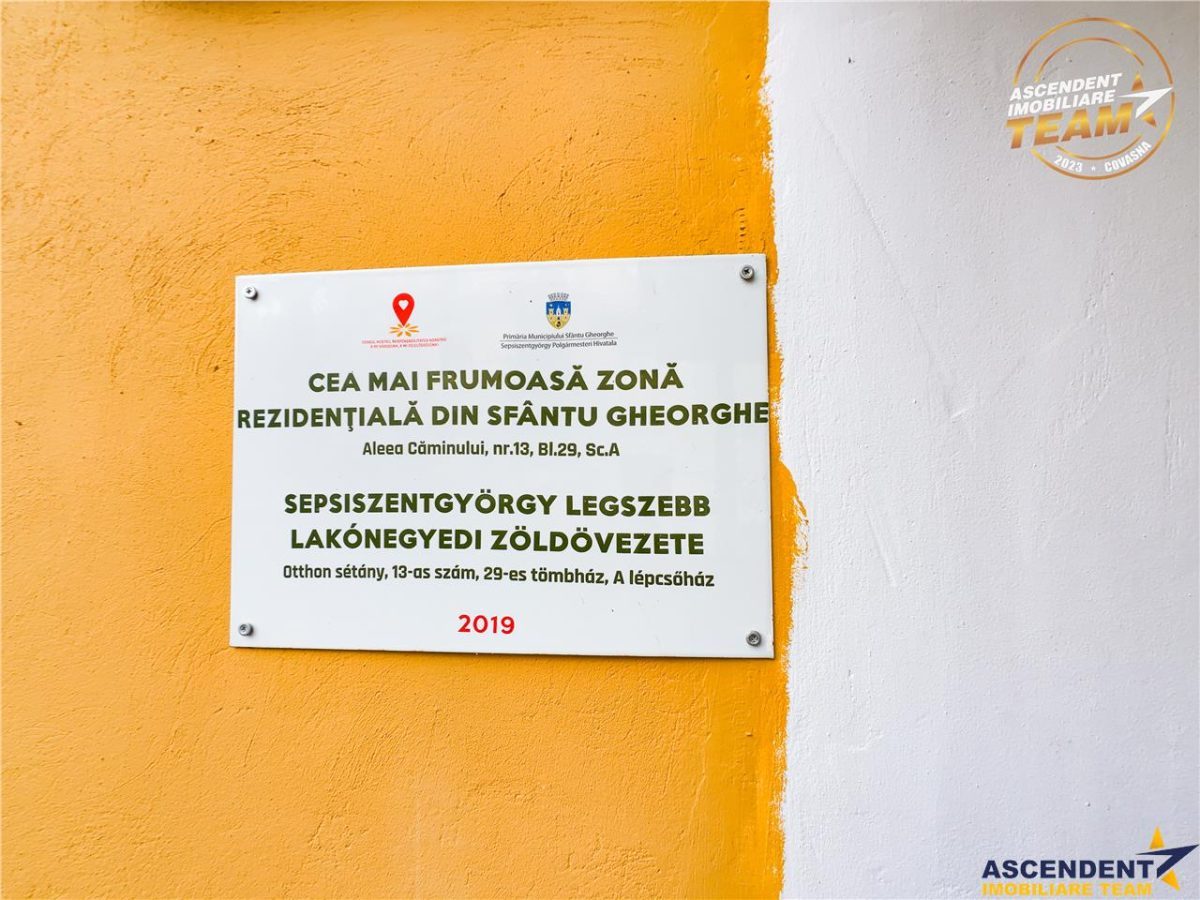 ASCENDENT
IMOBILIARE
TEAM
2023 * COVASNA
Primăria Municipiului Sfântu Gheorghe
Sepsiszentgyörgy Polgármesteri Hivatala
CEA MAI FRUMOASĂ ZONĂ
REZIDENŢIALĂ DIN SFÂNTU GHEORGHE
Aleea Căminului, nr.13, Bl.29, Sc.A
SEPSISZENTGYÖRGY LEGSZEBB
LAKÓNEGYEDI ZÖLDÖVEZETE
Otthon sétány, 13-as szám, 29-es tömbház, A lépcsőház
2019
ASCENDENT
IMOBILIARE TEAM